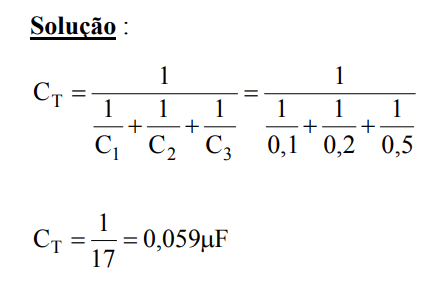 Solução :
C_T = 1 / (1/C_1 + 1/C_2 + 1/C_3) = 1 / (1/0,1 + 1/0,2 + 1/0,5)
C_T = 1/17 = 0,059μF